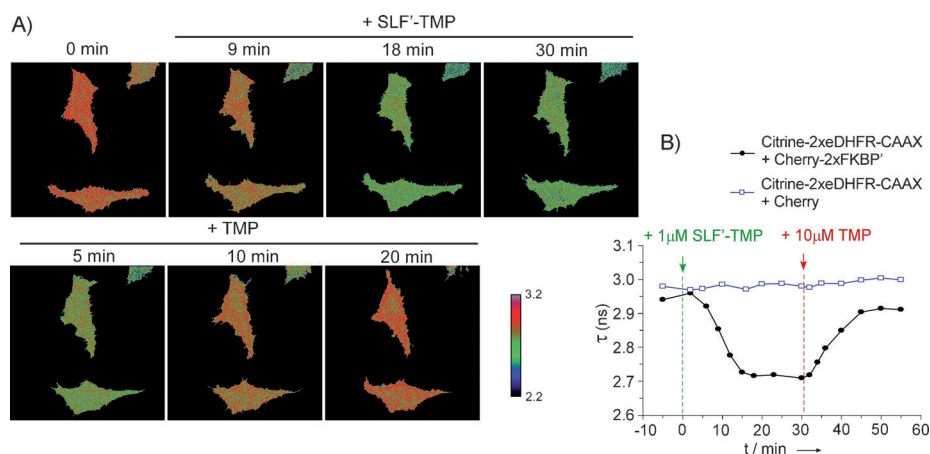 A)
+ SLF'-TMP
0 min 9 min 18 min 30 min
+ TMP
5 min 10 min 20 min
3.2
2.2
B)
Citrine-2xeDHFR-CAAX
+ Cherry-2xFKBP'
Citrine-2xeDHFR-CAAX
+ Cherry
+ 1μM SLF'-TMP + 10μM TMP
3.1
3.0
2.9
2.8
2.7
2.6
τ (ns)
-10 0 10 20 30 40 50 60
t / min →